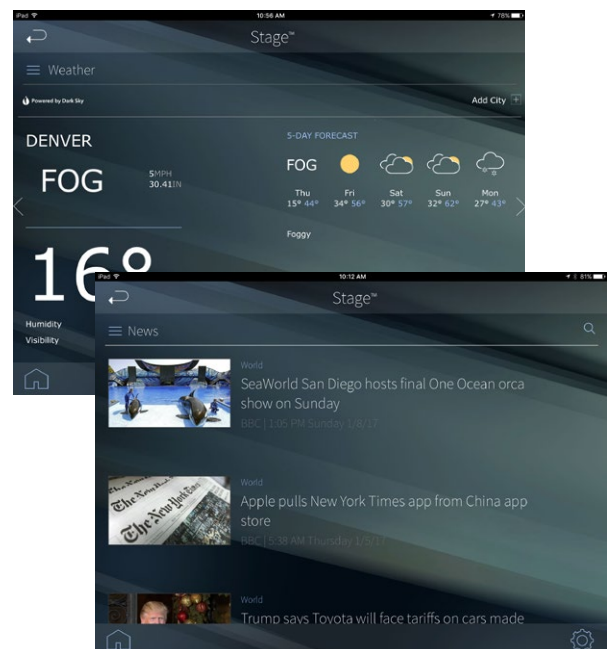 iPad 10:56 AM 78%
Stage™
Weather
Powered by Dark Sky
Add City
DENVER
FOG
5MPH
30.41IN
5-DAY FORECAST
FOG
Thu Fri Sat Sun Mon
15° 44° 34° 56° 30° 57° 32° 62° 27° 43°
Foggy
16°
Humidity
Visibility
iPad 10:12 AM 81%
Stage™
News
World
SeaWorld San Diego hosts final One Ocean orca
show on Sunday
BBC | 1:05 PM Sunday 1/8/17
The New York Times
World
Apple pulls New York Times app from China app
store
BBC | 5:38 AM Thursday 1/5/17
World
Trump says Toyota will face tariffs on cars made